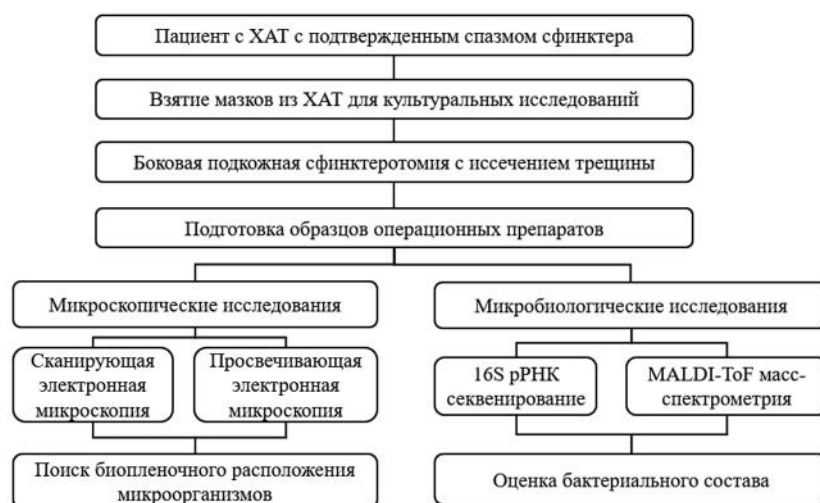 Пациент с ХАТ с подтвержденным спазмом сфинктера
Взятие мазков из ХАТ для культуральных исследований
Боковая подкожная сфинктеротомия с иссечением трещины
Подготовка образцов операционных препаратов
Микроскопические исследования
Микробиологические исследования
Сканирующая
электронная
микроскопия
Просвечивающая
электронная
микроскопия
16S рРНК
секвенирование
MALDI-ToF масс-
спектрометрия
Поиск биопленочного расположения
микроорганизмов
Оценка бактериального состава